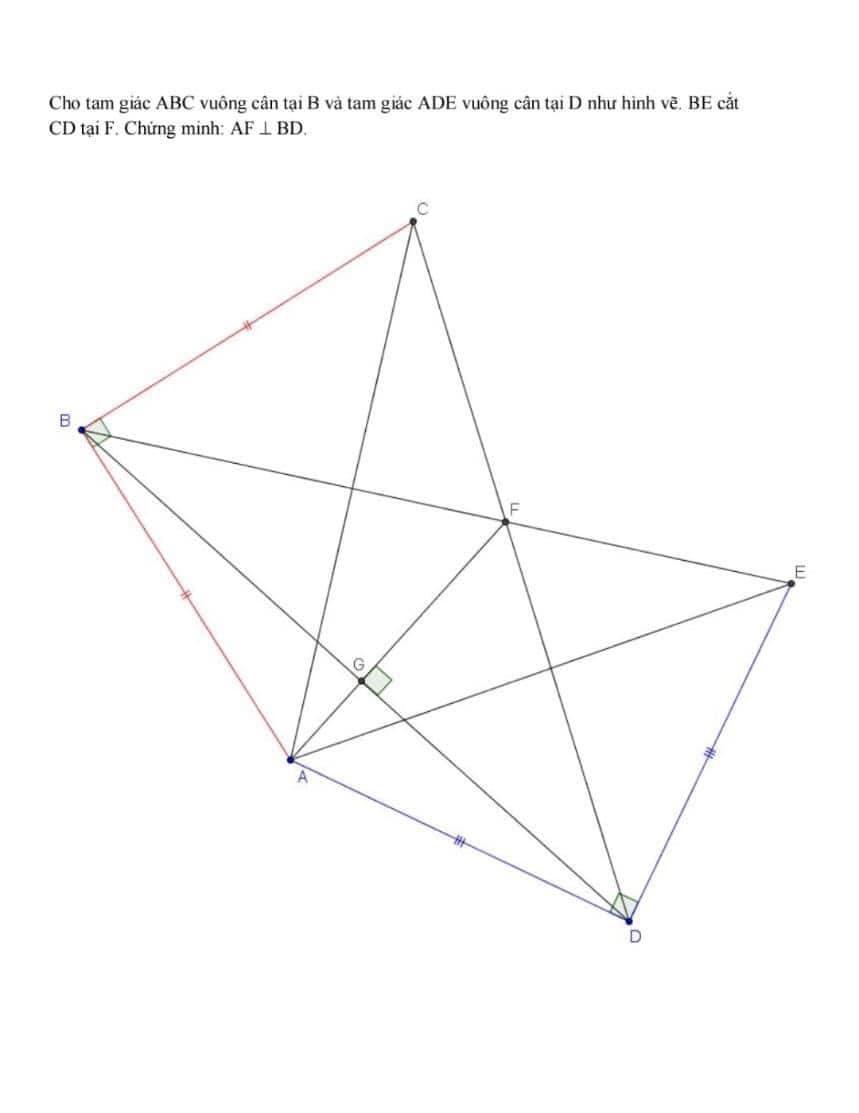 Cho tam giác ABC vuông cân tại B và tam giác ADE vuông cân tại D như hình vẽ. BE cắt
CD tại F. Chứng minh: AF ⊥ BD.
C
B
F
E
G
A
D